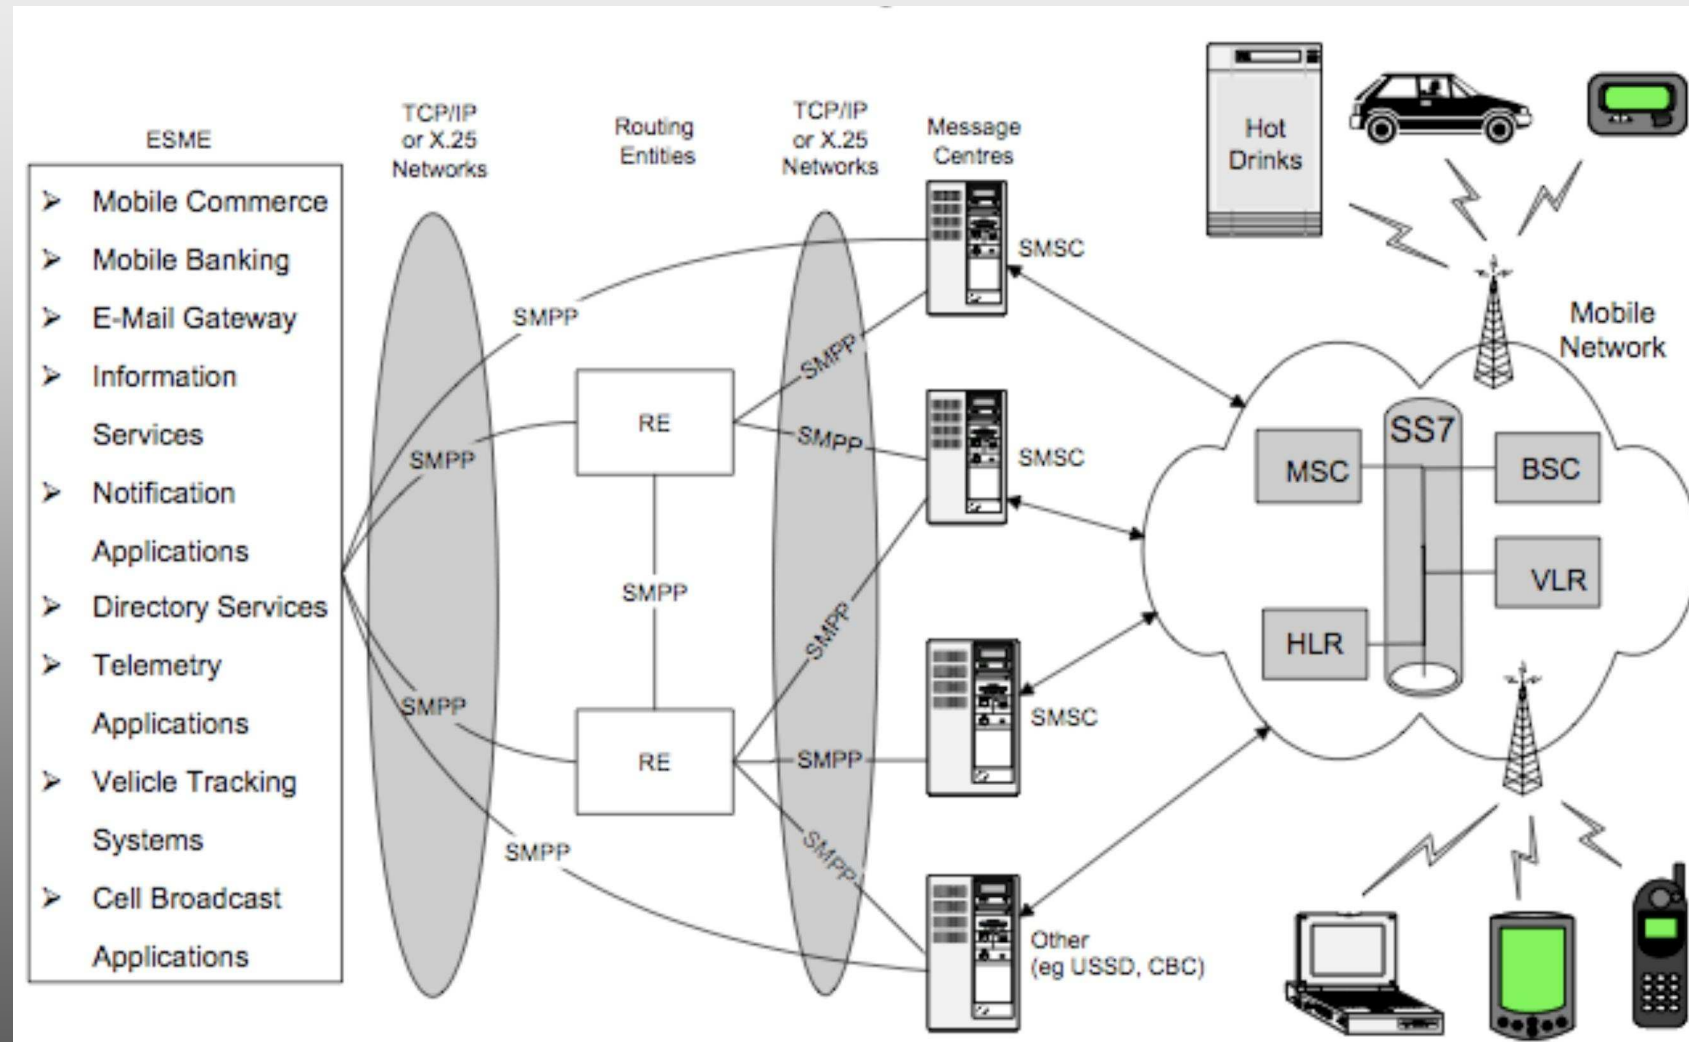 ESME
➢ Mobile Commerce
➢ Mobile Banking
➢ E-Mail Gateway
➢ Information
Services
➢ Notification
Applications
➢ Directory Services
➢ Telemetry
Applications
➢ Velicle Tracking
Systems
➢ Cell Broadcast
Applications
TCP/IP
or X.25
Networks
SMPP
SMPP
SMPP
SMPP
Routing
Entities
RE
SMPP
RE
TCP/IP
or X.25
Networks
SMPP
SMPP
SMPP
SMPP
SMPP
Message
Centres
SMSC
SMSC
SMSC
Other
(eg USSD, CBC)
Hot
Drinks
Mobile
Network
SS7
MSC
BSC
VLR
HLR